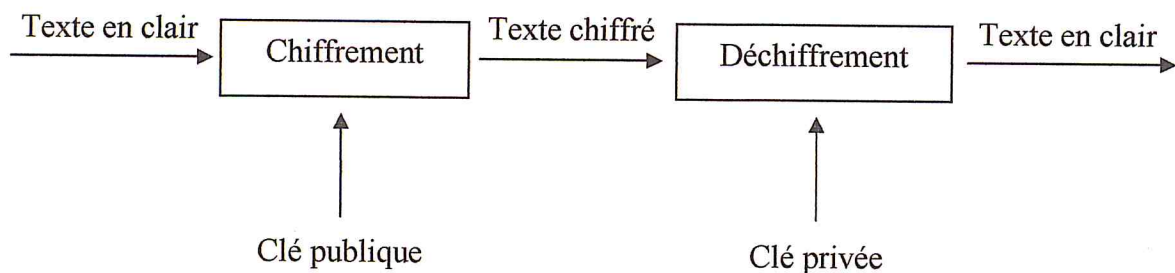 Texte en clair
Chiffrement
Texte chiffré
Déchiffrement
Texte en clair
Clé publique
Clé privée